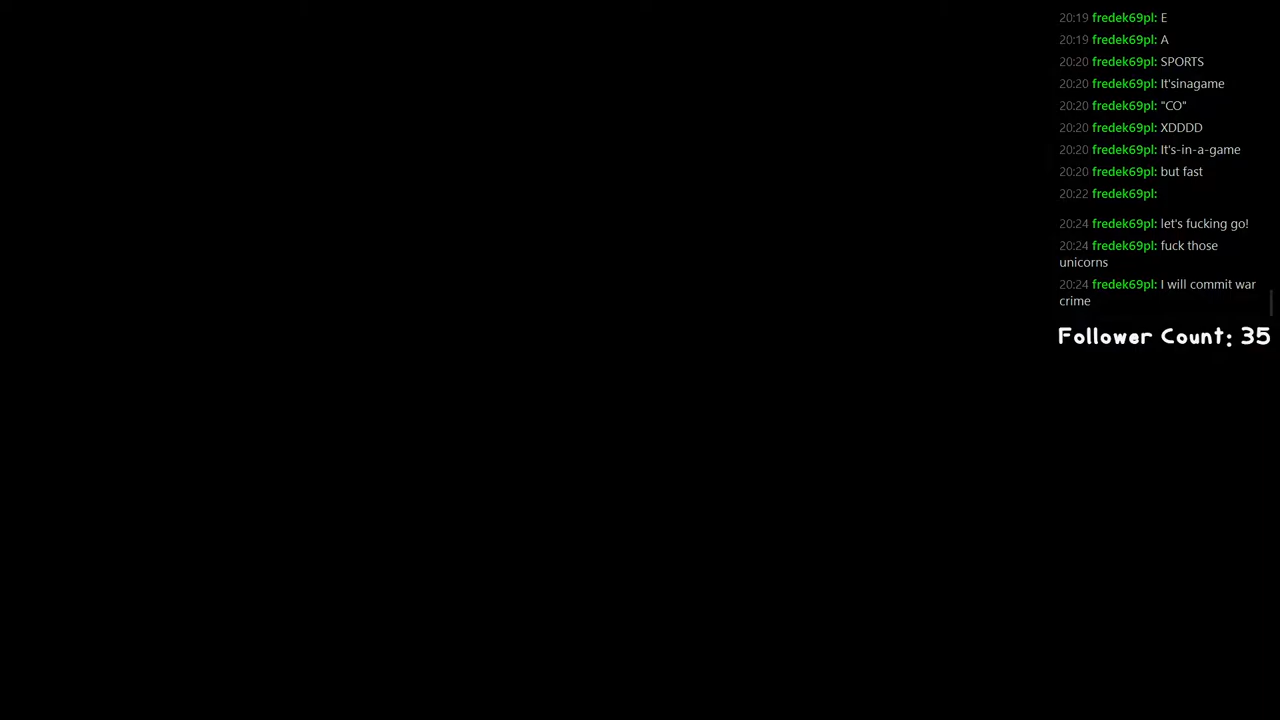 20:19 fredek69pl: E
20:19 fredek69pl: A
20:20 fredek69pl: SPORTS
20:20 fredek69pl: It'sinagame
20:20 fredek69pl: "CO"
20:20 fredek69pl: XDDDD
20:20 fredek69pl: It's-in-a-game
20:20 fredek69pl: but fast
20:22 fredek69pl:
20:24 fredek69pl: let's fucking go!
20:24 fredek69pl: fuck those
unicorns
20:24 fredek69pl: I will commit war
crime
Follower Count: 35